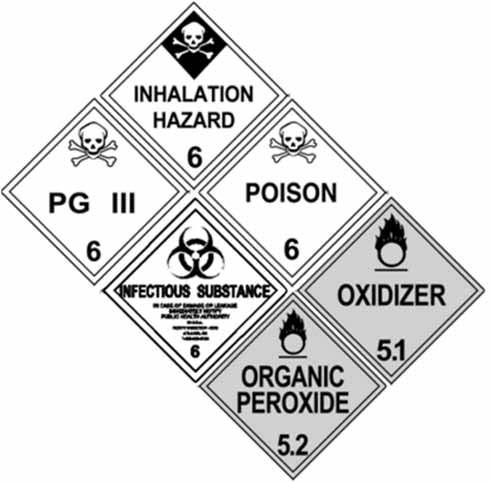 INHALATION
HAZARD
6
PG III
6
POISON
6
INFECTIOUS SUBSTANCE
IN CASE OF DAMAGE OR LEAKAGE
IMMEDIATELY NOTIFY
PUBLIC HEALTH AUTHORITY
6
OXIDIZER
5.1
ORGANIC
PEROXIDE
5.2